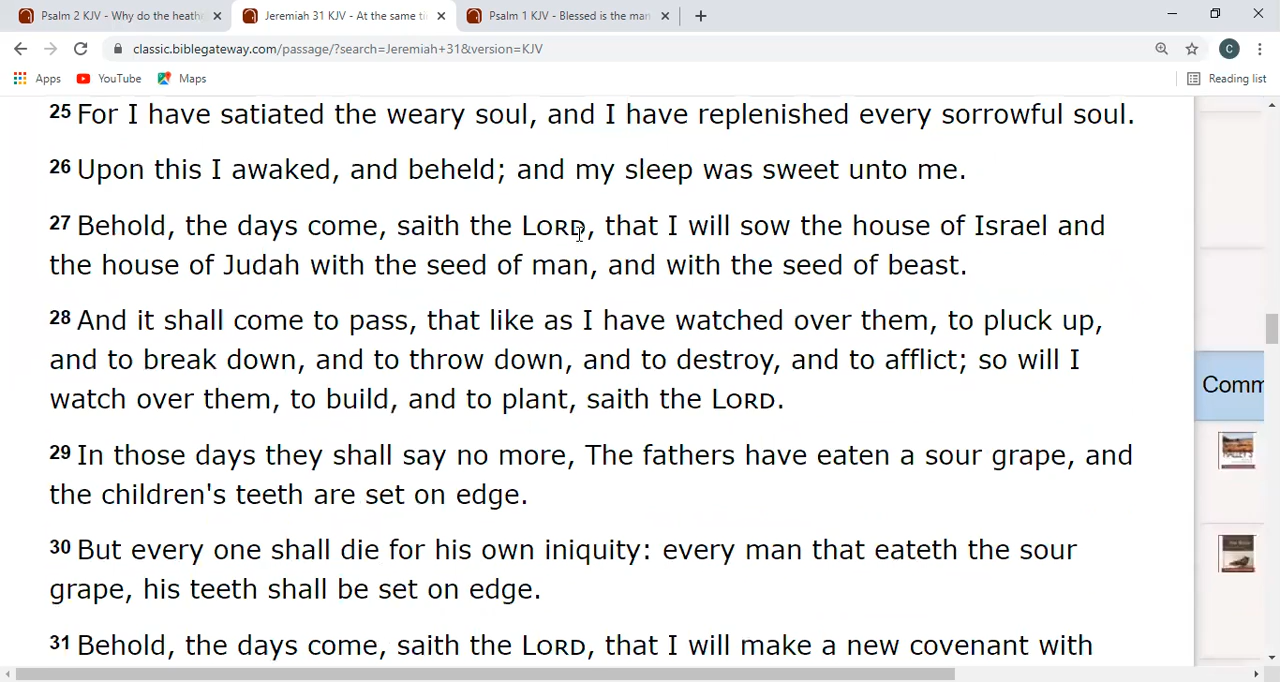 Psalm 2 KJV - Why do the heath
Jeremiah 31 KJV - At the same ti
Psalm 1 KJV - Blessed is the man
classic.biblegateway.com/passage/?search=Jeremiah+31&version=KJV
C
Apps YouTube Maps Reading list
25 For I have satiated the weary soul, and I have replenished every sorrowful soul.
26 Upon this I awaked, and beheld; and my sleep was sweet unto me.
27 Behold, the days come, saith the LORD, that I will sow the house of Israel and
the house of Judah with the seed of man, and with the seed of beast.
28 And it shall come to pass, that like as I have watched over them, to pluck up,
and to break down, and to throw down, and to destroy, and to afflict; so will I
watch over them, to build, and to plant, saith the LORD.
Comm
29 In those days they shall say no more, The fathers have eaten a sour grape, and
the children's teeth are set on edge.
30 But every one shall die for his own iniquity: every man that eateth the sour
grape, his teeth shall be set on edge.
31 Behold, the days come, saith the LORD, that I will make a new covenant with